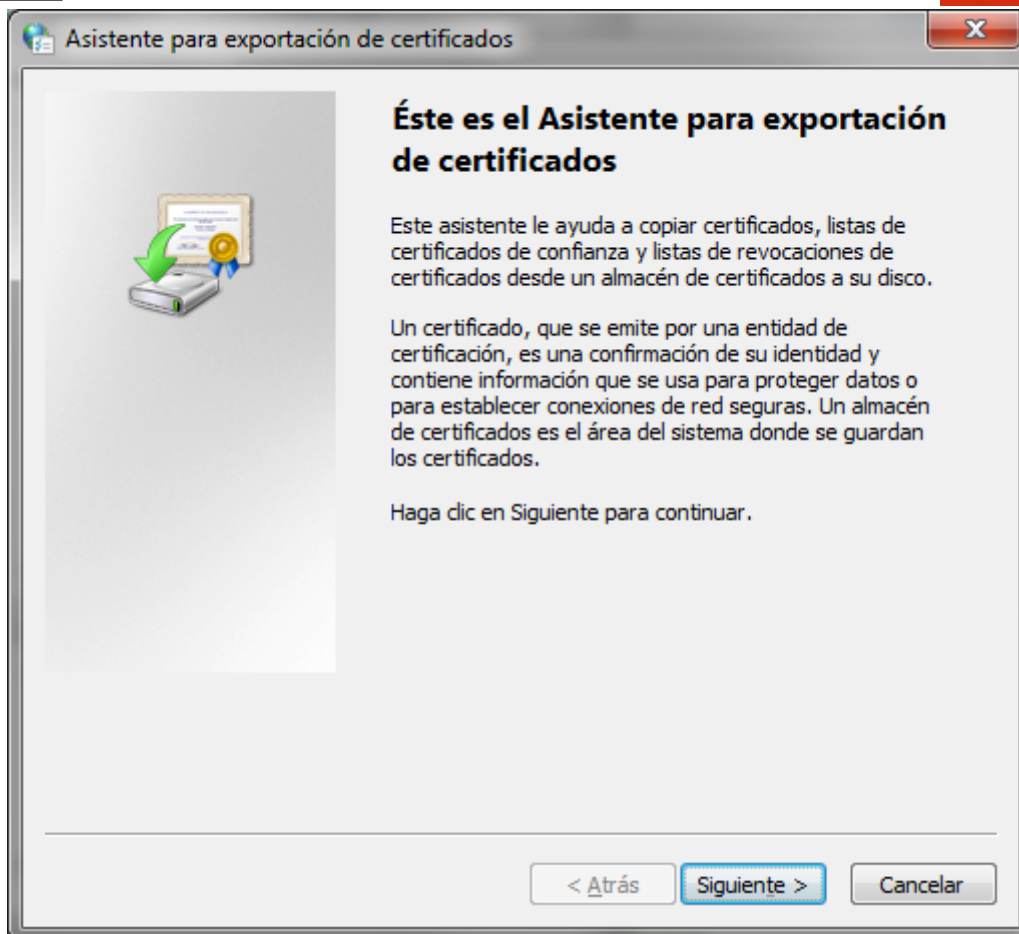 Asistente para exportación de certificados
Éste es el Asistente para exportación
de certificados
Este asistente le ayuda a copiar certificados, listas de
certificados de confianza y listas de revocaciones de
certificados desde un almacén de certificados a su disco.
Un certificado, que se emite por una entidad de
certificación, es una confirmación de su identidad y
contiene información que se usa para proteger datos o
para establecer conexiones de red seguras. Un almacén
de certificados es el área del sistema donde se guardan
los certificados.
Haga clic en Siguiente para continuar.
< Atrás Siguiente > Cancelar